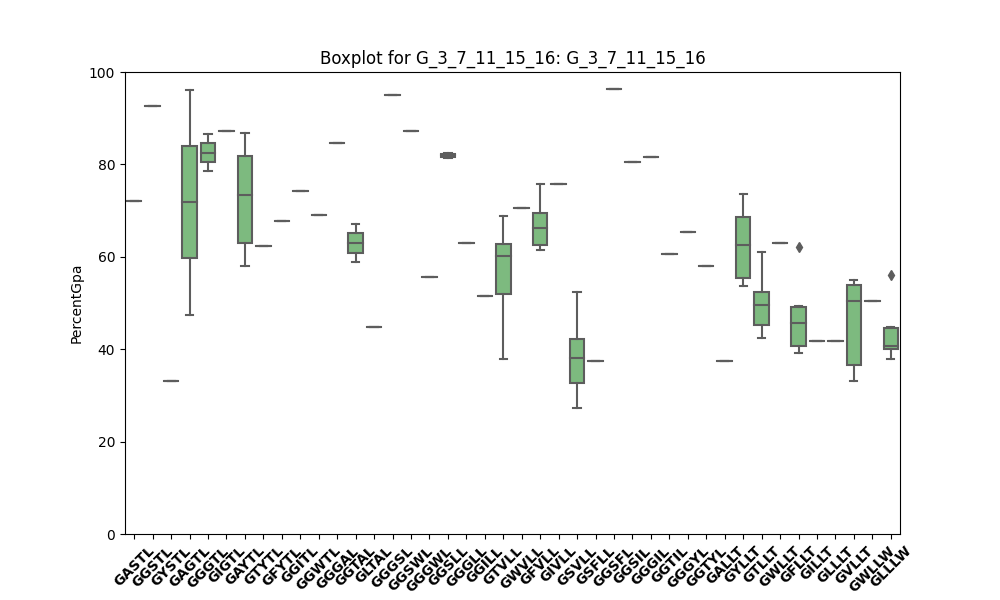 Boxplot for G_3_7_11_15_16: G_3_7_11_15_16
PercentGpa
100
80
60
40
20
0
GASTL
GGSTL
GYSTL
GAGTL
GGGTL
GIGTL
GAYTL
GTYTL
GFYTL
GGITL
GGWTL
GGGAL
GGTAL
GLTAL
GGGSL
GGSWL
GGGWL
GGSLL
GGGLL
GGILL
GTVLL
GWVLL
GFVLL
GIVLL
GSVLL
GSFLL
GGSFL
GGSIL
GGGIL
GGTIL
GGGYL
GGTYL
GALLT
GYLLT
GTLLT
GWLLT
GFLLT
GILLT
GLLLT
GVLLT
GWLLW
GLLLW